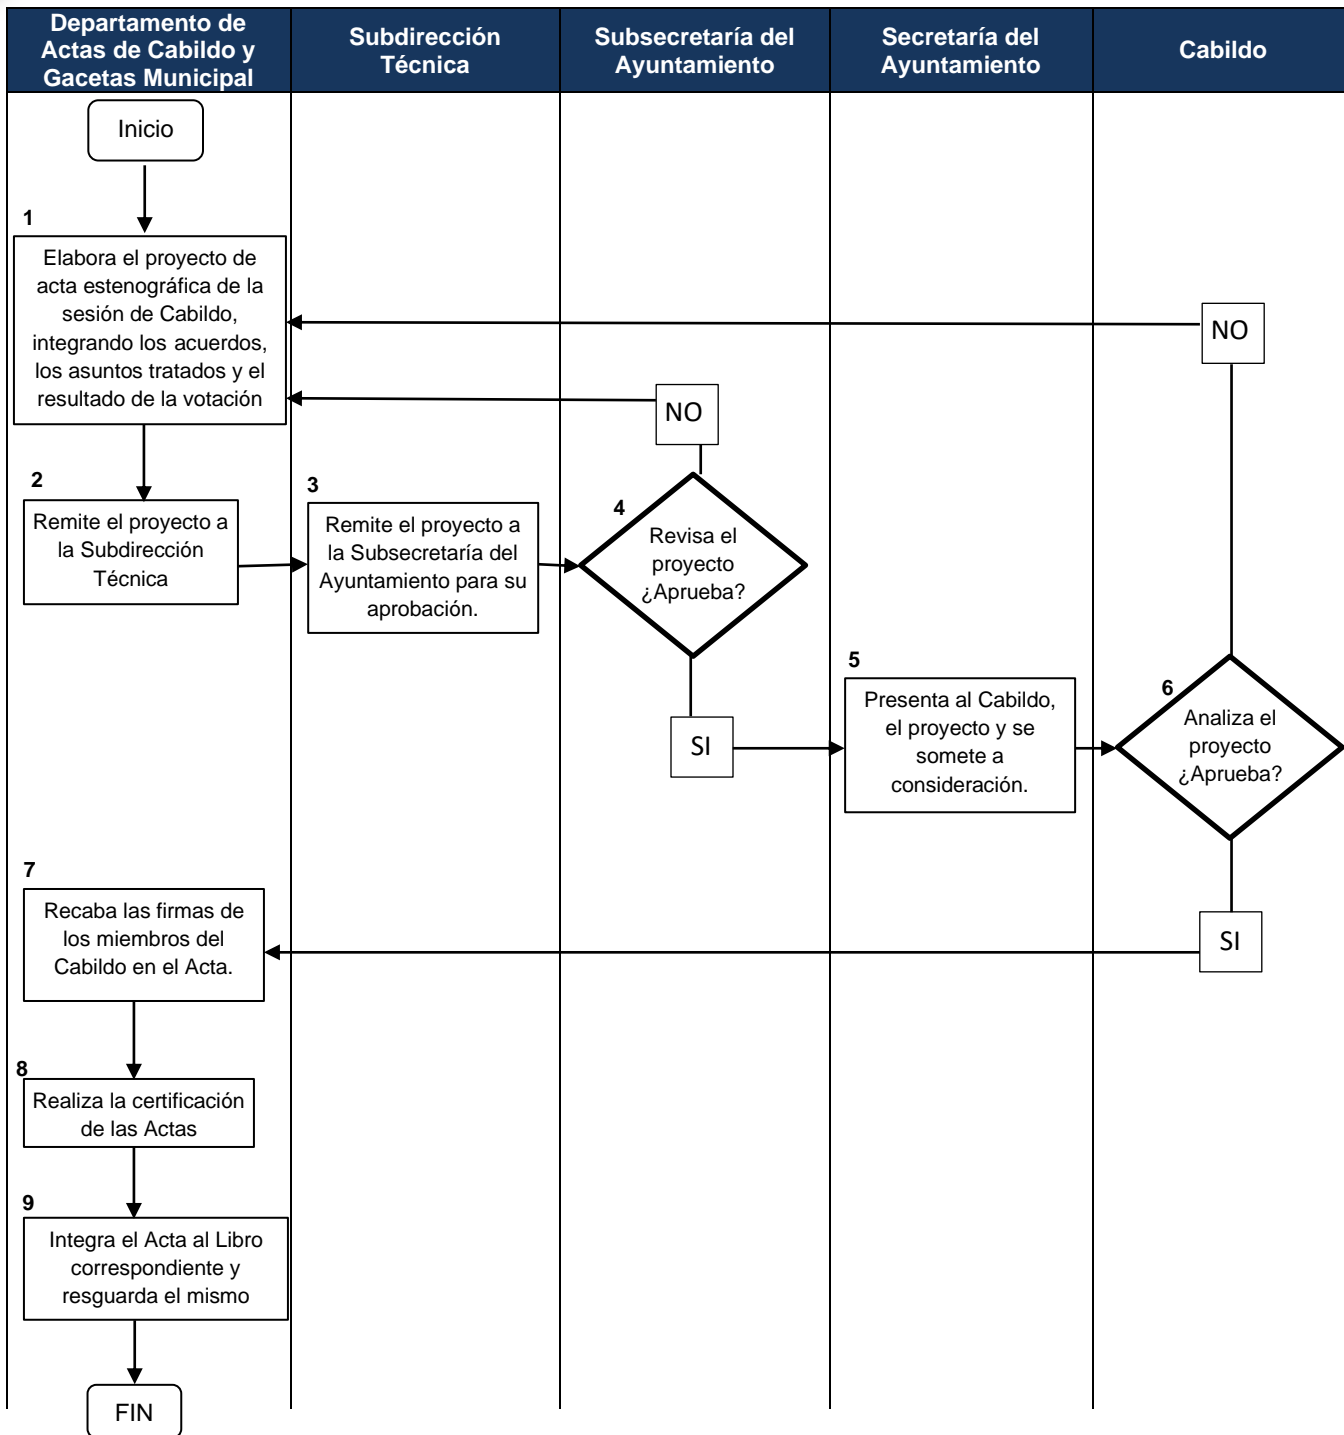 Departamento de
Actas de Cabildo y
Gacetas Municipal
Subdirección
Técnica
Subsecretaría del
Ayuntamiento
Secretaría del
Ayuntamiento
Cabildo
Inicio
1
Elabora el proyecto de
acta estenográfica de la
sesión de Cabildo,
integrando los acuerdos,
los asuntos tratados y el
resultado de la votación
NO
NO
2
Remite el proyecto a
la Subdirección
Técnica
3
Remite el proyecto a
la Subsecretaría del
Ayuntamiento para su
aprobación.
4
Revisa el
proyecto
¿Aprueba?
SI
5
Presenta al Cabildo,
el proyecto y se
somete a
consideración.
6
Analiza el
proyecto
¿Aprueba?
SI
7
Recaba las firmas de
los miembros del
Cabildo en el Acta.
8
Realiza la certificación
de las Actas
9
Integra el Acta al Libro
correspondiente y
resguarda el mismo
FIN